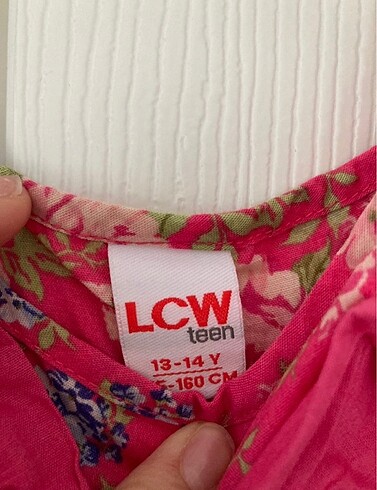 LCW
teen
13-14 Y
-160 CM